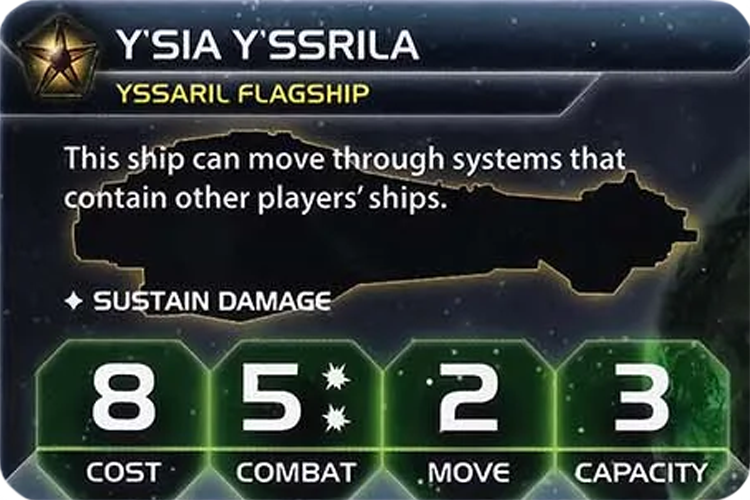 Y'SIA Y'SSRILA
YSSARIL FLAGSHIP
This ship can move through systems that
contain other players' ships.
SUSTAIN DAMAGE
8 5 2 3
COST COMBAT MOVE CAPACITY